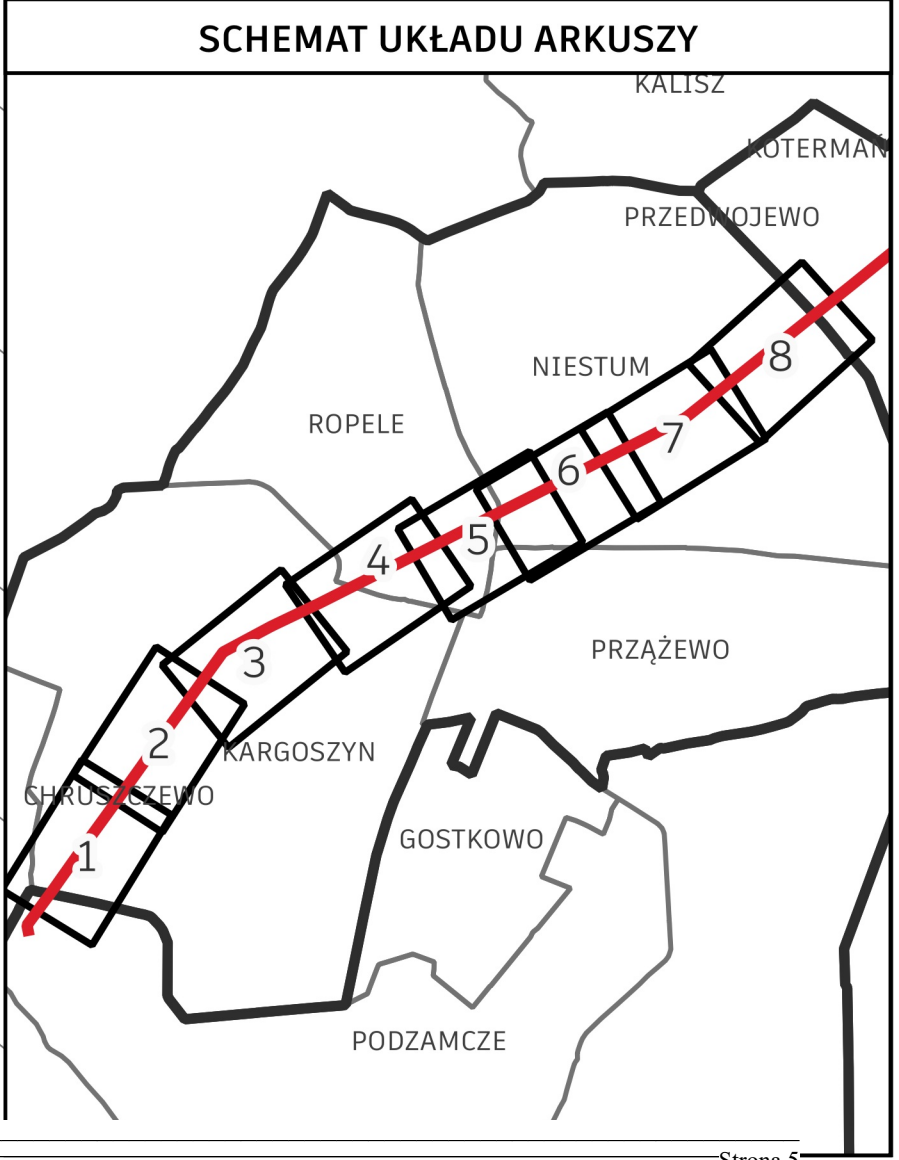 SCHEMAT UKŁADU ARKUSZY
KALISZ
KOTERMAŃ
PRZEDWOJEWO
8
NIESTUM
ROPELE
7
6
5
4
PRZĄŻEWO
3
2
KARGOSZYN
CHRUSZCZEWO
GOSTKOWO
1
PODZAMCZE
Strona 5